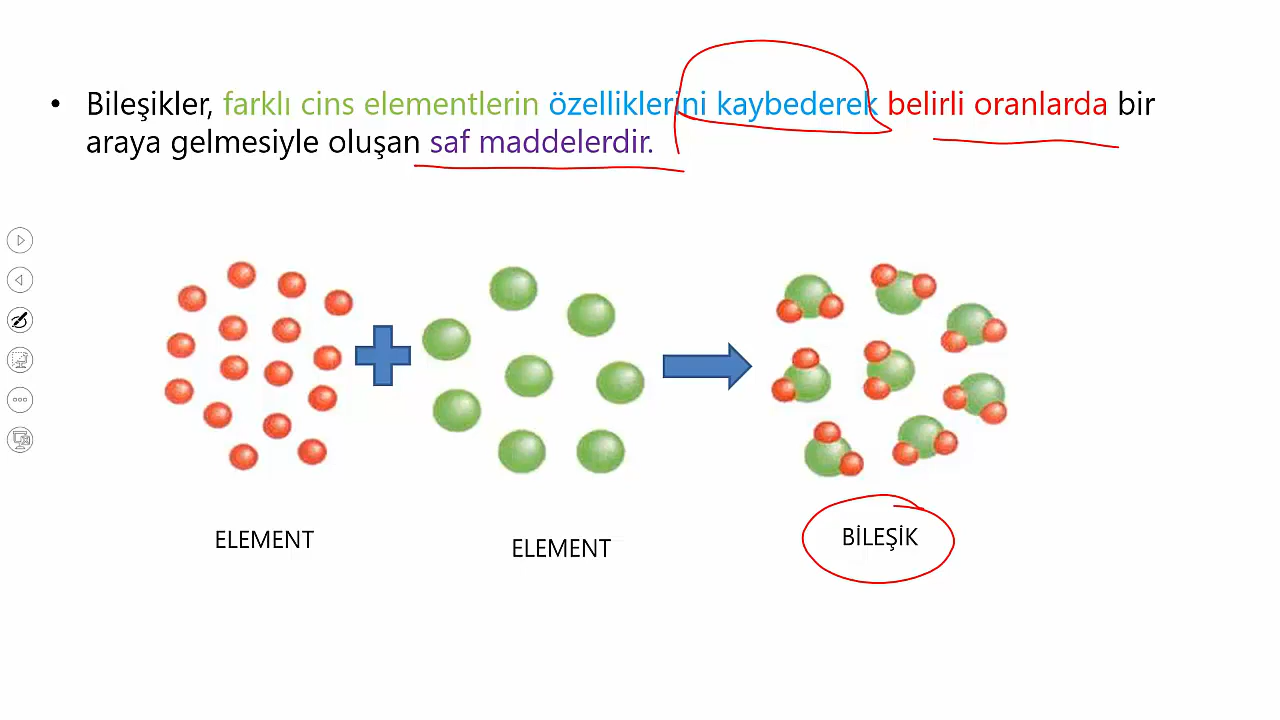 • Bileşikler, farklı cins elementlerin özelliklerini kaybederek belirli oranlarda bir
araya gelmesiyle oluşan saf maddelerdir.
ELEMENT
ELEMENT
BİLEŞİK